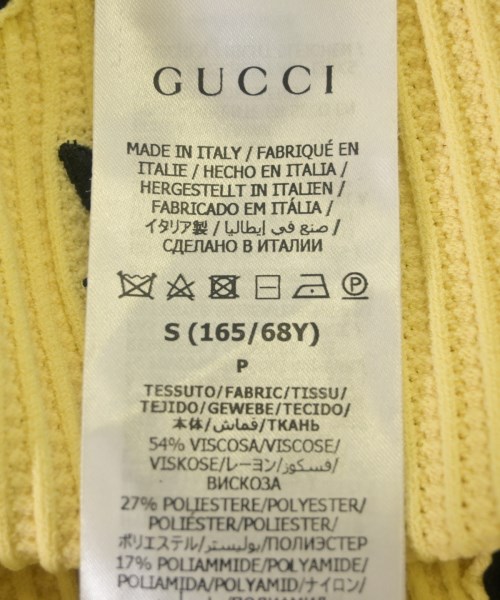 GUCCI
MADE IN ITALY / FABRIQUÉ EN
ITALIE / HECHO EN ITALIA /
HERGESTELLT IN ITALIEN /
FABRICADO EM ITÁLIA /
イタリア製 / صنع في إيطاليا /
СДЕЛАНО В ИТАЛИИ
P
S (165/68Y)
P
TESSUTO/FABRIC/TISSU/
TEJIDO/GEWEBE/TECIDO/
本体/قماش/ТКАНЬ
54% VISCOSA/VISCOSE/
VISKOSE/レーヨン/فسكوز/
ВИСКОЗА
27% POLIESTERE/POLYESTER/
POLIÉSTER/POLIESTER/
ポリエステル/بوليستر/ПОЛИЭСТЕР
17% POLIAMMIDE/POLYAMIDE/
POLIAMIDA/POLYAMID/ナイロン/